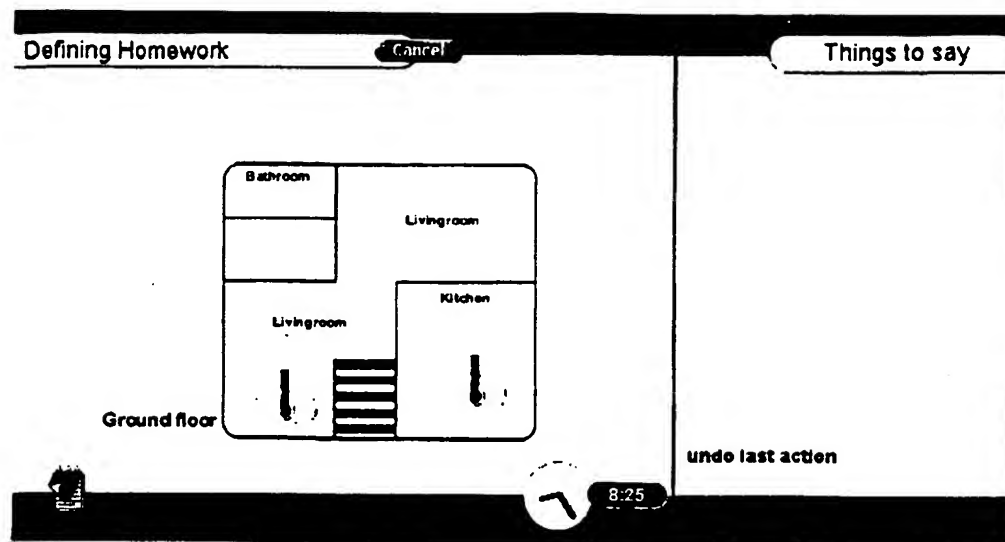 Defining Homework
Cancel
Things to say
Bathroom
Livingroom
Kitchen
Livingroom
Ground floor
undo last action
8:25